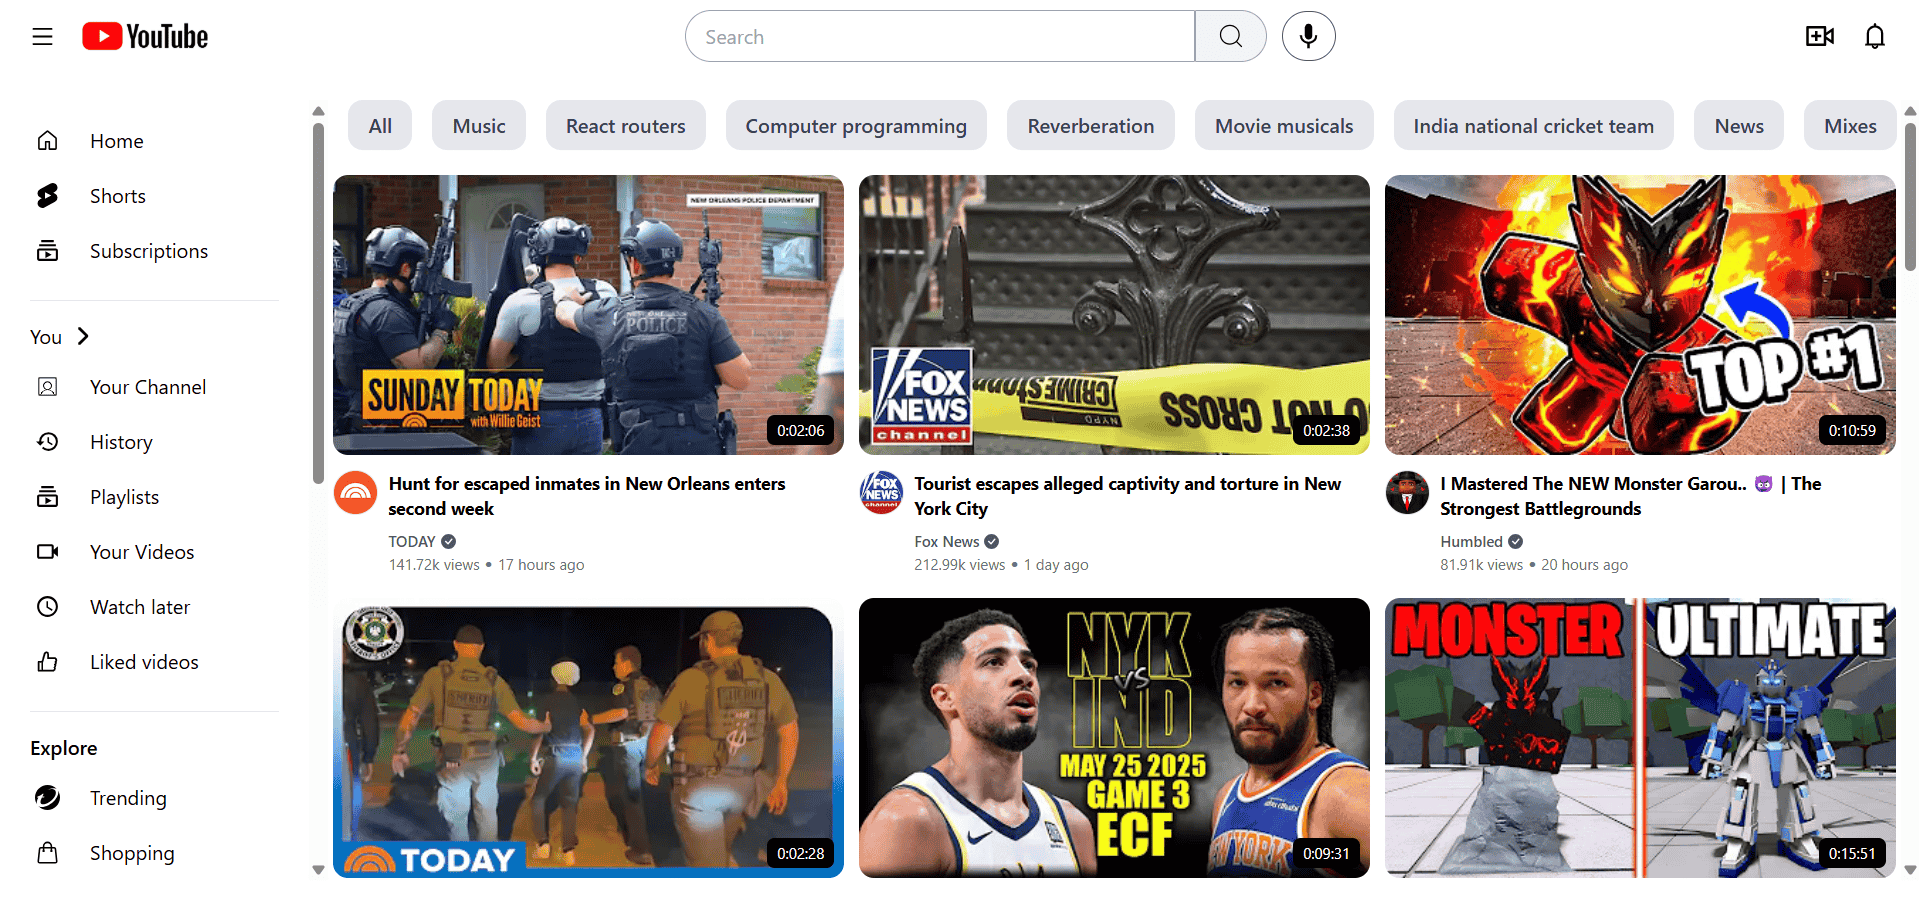 YouTube
Search
Home
Shorts
Subscriptions
You
Your Channel
History
Playlists
Your Videos
Watch later
Liked videos
Explore
Trending
Shopping
All
Music
React routers
Computer programming
Reverberation
Movie musicals
India national cricket team
News
Mixes
NEW ORLEANS POLICE DEPARTMENT
POLICE
SUNDAY TODAY
with Willie Geist
0:02:06
Hunt for escaped inmates in New Orleans enters
second week
TODAY
141.72k views • 17 hours ago
FOX
NEWS
channel
CRIMESTOPPERS
NYPD
DO NOT CROSS
0:02:38
FOX
NEWS
channel
Tourist escapes alleged captivity and torture in New
York City
Fox News
212.99k views • 1 day ago
TOP #1
0:10:59
I Mastered The NEW Monster Garou.. 👿 | The
Strongest Battlegrounds
Humbled
81.91k views • 20 hours ago
SHERIFF
SHERIFF
TODAY
0:02:28
NYK
vs
IND
MAY 25 2025
GAME 3
ECF
NEW YORK
0:09:31
MONSTER
ULTIMATE
0:15:51